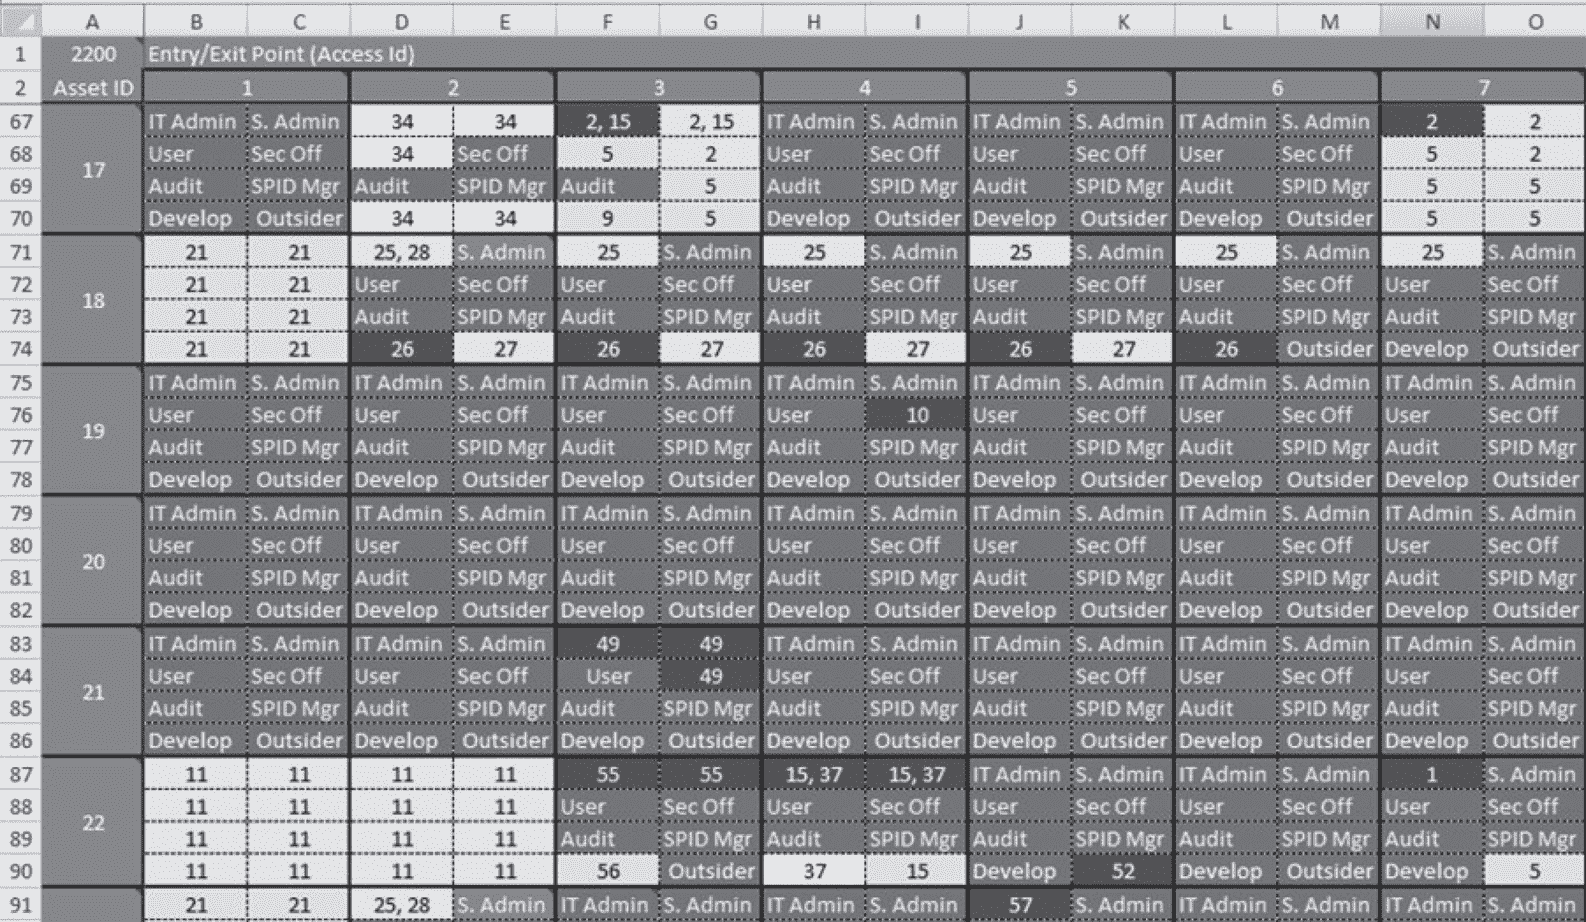 A B C D E F G H I J K L M N O
1 2200 Entry/Exit Point (Access Id)
2 Asset ID 1 2 3 4 5 6 7
67 IT Admin S. Admin 34 34 2, 15 2, 15 IT Admin S. Admin IT Admin S. Admin IT Admin S. Admin 2 2
68 User Sec Off 34 Sec Off 5 2 User Sec Off User Sec Off User Sec Off 5 2
17
69 Audit SPID Mgr Audit SPID Mgr Audit 5 Audit SPID Mgr Audit SPID Mgr Audit SPID Mgr 5 5
70 Develop Outsider 34 34 9 5 Develop Outsider Develop Outsider Develop Outsider 5 5
71 21 21 25, 28 S. Admin 25 S. Admin 25 S. Admin 25 S. Admin 25 S. Admin 25 S. Admin
72 21 21 User Sec Off User Sec Off User Sec Off User Sec Off User Sec Off User Sec Off
18
73 21 21 Audit SPID Mgr Audit SPID Mgr Audit SPID Mgr Audit SPID Mgr Audit SPID Mgr Audit SPID Mgr
74 21 21 26 27 26 27 26 27 26 27 26 Outsider Develop Outsider
75 IT Admin S. Admin IT Admin S. Admin IT Admin S. Admin IT Admin S. Admin IT Admin S. Admin IT Admin S. Admin IT Admin S. Admin
76 User Sec Off User Sec Off User Sec Off User 10 User Sec Off User Sec Off User Sec Off
19
77 Audit SPID Mgr Audit SPID Mgr Audit SPID Mgr Audit SPID Mgr Audit SPID Mgr Audit SPID Mgr Audit SPID Mgr
78 Develop Outsider Develop Outsider Develop Outsider Develop Outsider Develop Outsider Develop Outsider Develop Outsider
79 IT Admin S. Admin IT Admin S. Admin IT Admin S. Admin IT Admin S. Admin IT Admin S. Admin IT Admin S. Admin IT Admin S. Admin
80 User Sec Off User Sec Off User Sec Off User Sec Off User Sec Off User Sec Off User Sec Off
20
81 Audit SPID Mgr Audit SPID Mgr Audit SPID Mgr Audit SPID Mgr Audit SPID Mgr Audit SPID Mgr Audit SPID Mgr
82 Develop Outsider Develop Outsider Develop Outsider Develop Outsider Develop Outsider Develop Outsider Develop Outsider
83 IT Admin S. Admin IT Admin S. Admin 49 49 IT Admin S. Admin IT Admin S. Admin IT Admin S. Admin IT Admin S. Admin
84 User Sec Off User Sec Off User 49 User Sec Off User Sec Off User Sec Off User Sec Off
21
85 Audit SPID Mgr Audit SPID Mgr Audit SPID Mgr Audit SPID Mgr Audit SPID Mgr Audit SPID Mgr Audit SPID Mgr
86 Develop Outsider Develop Outsider Develop Outsider Develop Outsider Develop Outsider Develop Outsider Develop Outsider
87 11 11 11 11 55 55 15, 37 15, 37 IT Admin S. Admin IT Admin S. Admin 1 S. Admin
88 11 11 11 11 User Sec Off User Sec Off User Sec Off User Sec Off User Sec Off
22
89 11 11 11 11 Audit SPID Mgr Audit SPID Mgr Audit SPID Mgr Audit SPID Mgr Audit SPID Mgr
90 11 11 11 11 56 Outsider 37 15 Develop 52 Develop Outsider Develop 5
91 21 21 25, 28 S. Admin IT Admin S. Admin IT Admin S. Admin 57 S. Admin IT Admin S. Admin IT Admin S. Admin